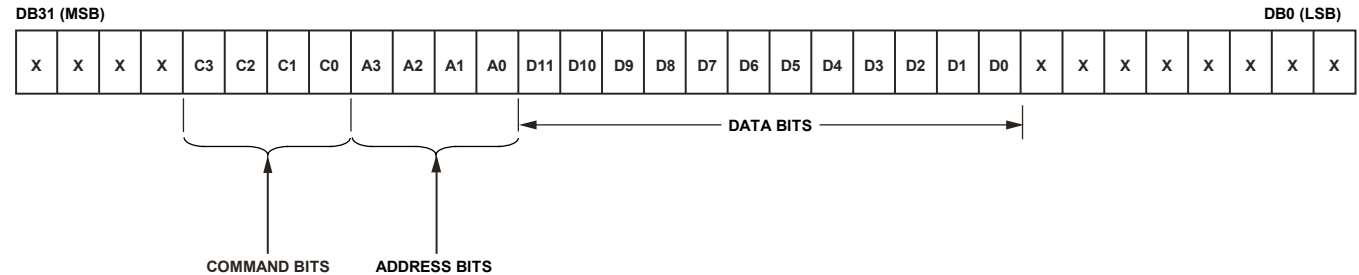 DB31 (MSB) DB0 (LSB)
X X X X C3 C2 C1 C0 A3 A2 A1 A0 D11 D10 D9 D8 D7 D6 D5 D4 D3 D2 D1 D0 X X X X X X X X
DATA BITS
COMMAND BITS ADDRESS BITS